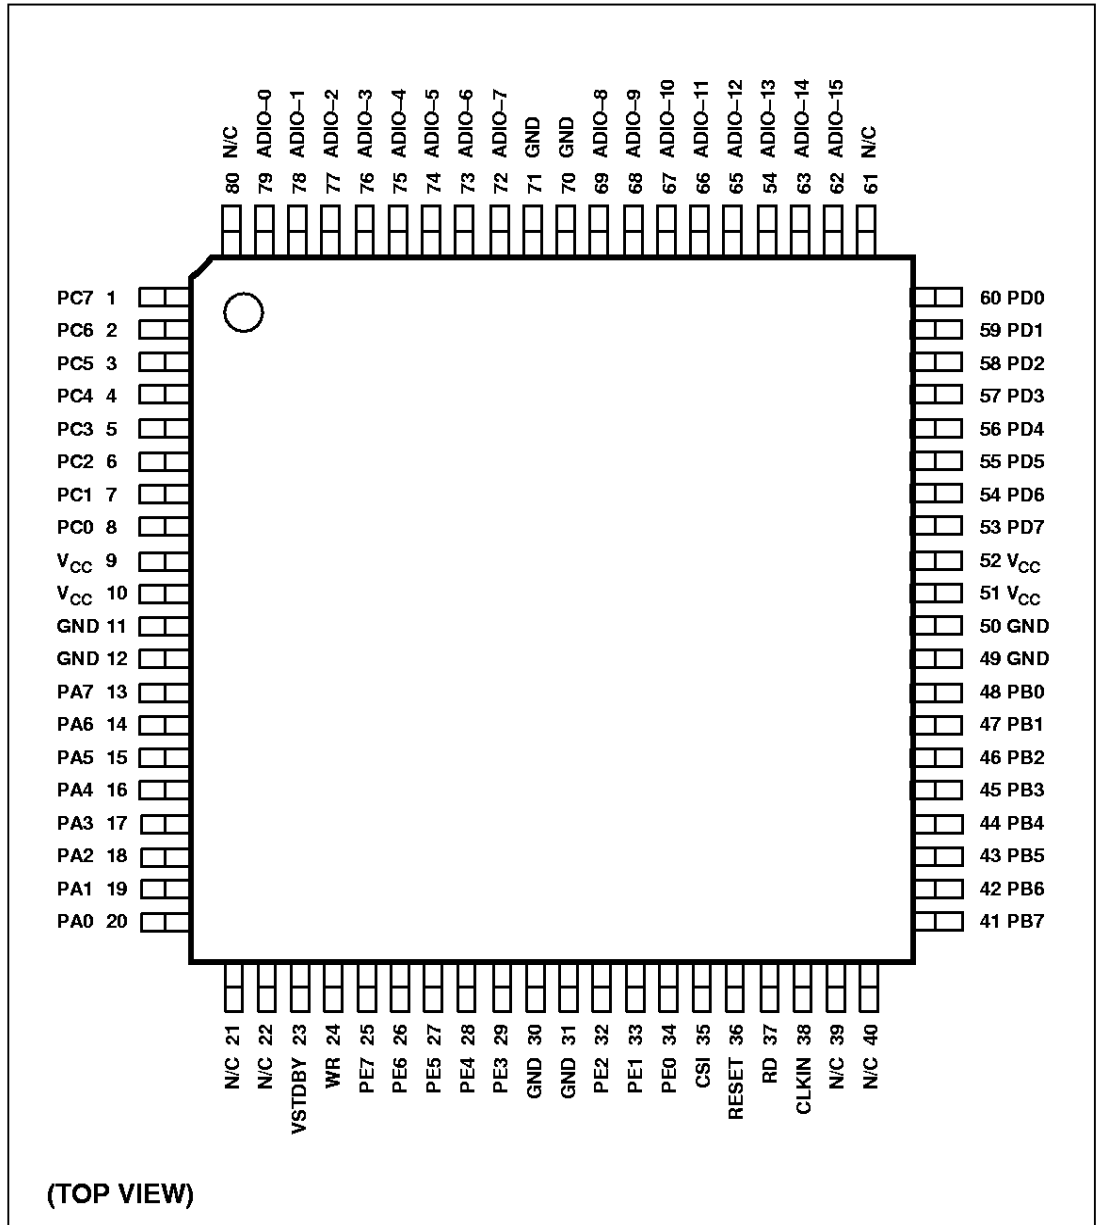 80 N/C
79 ADIO–0
78 ADIO–1
77 ADIO–2
76 ADIO–3
75 ADIO–4
74 ADIO–5
73 ADIO–6
72 ADIO–7
71 GND
70 GND
69 ADIO–8
68 ADIO–9
67 ADIO–10
66 ADIO–11
65 ADIO–12
54 ADIO–13
63 ADIO–14
62 ADIO–15
61 N/C
PC7 1
PC6 2
PC5 3
PC4 4
PC3 5
PC2 6
PC1 7
PC0 8
VCC 9
VCC 10
GND 11
GND 12
PA7 13
PA6 14
PA5 15
PA4 16
PA3 17
PA2 18
PA1 19
PA0 20
60 PD0
59 PD1
58 PD2
57 PD3
56 PD4
55 PD5
54 PD6
53 PD7
52 VCC
51 VCC
50 GND
49 GND
48 PB0
47 PB1
46 PB2
45 PB3
44 PB4
43 PB5
42 PB6
41 PB7
N/C 21
N/C 22
VSTDBY 23
WR 24
PE7 25
PE6 26
PE5 27
PE4 28
PE3 29
GND 30
GND 31
PE2 32
PE1 33
PE0 34
CSI 35
RESET 36
RD 37
CLKIN 38
N/C 39
N/C 40
(TOP VIEW)